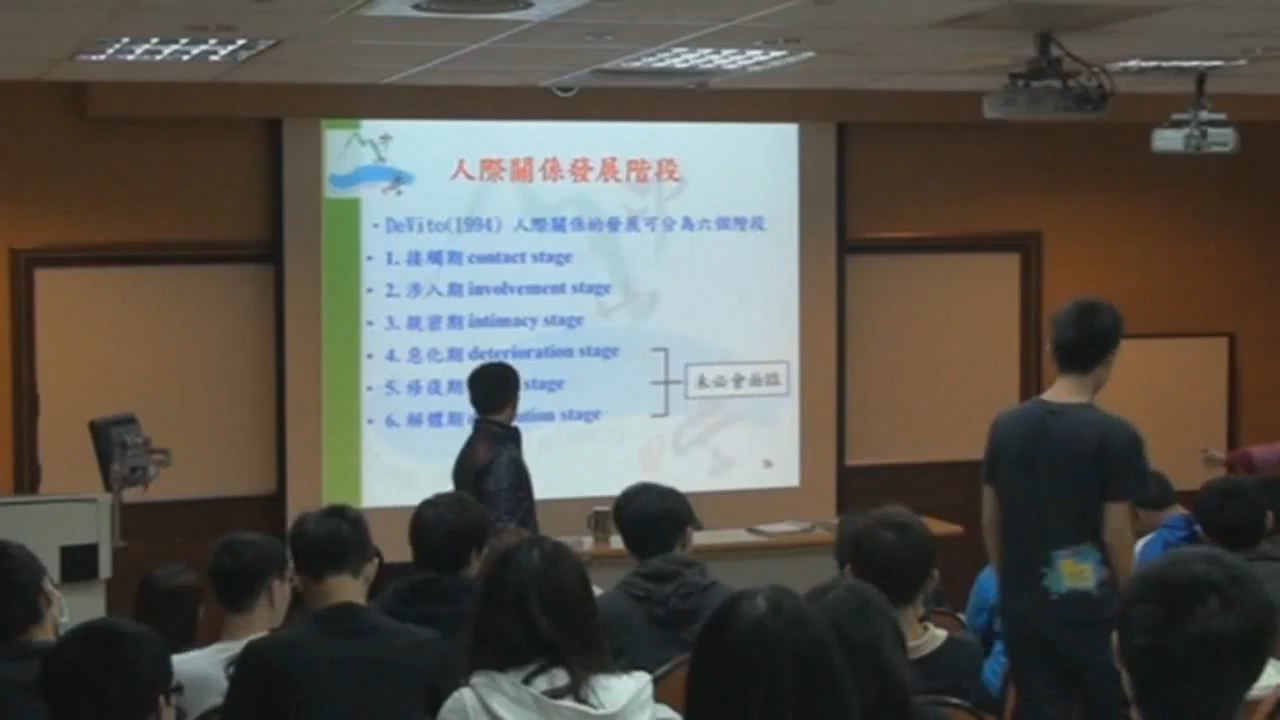 人際關係發展階段
• DeVito(1994) 人際關係的發展可分為六個階段
• 1. 接觸期 contact stage
• 2. 涉入期 involvement stage
• 3. 親密期 intimacy stage
• 4. 惡化期 deterioration stage
• 5. 修復期 stage
• 6. 解體期 stage
未必會